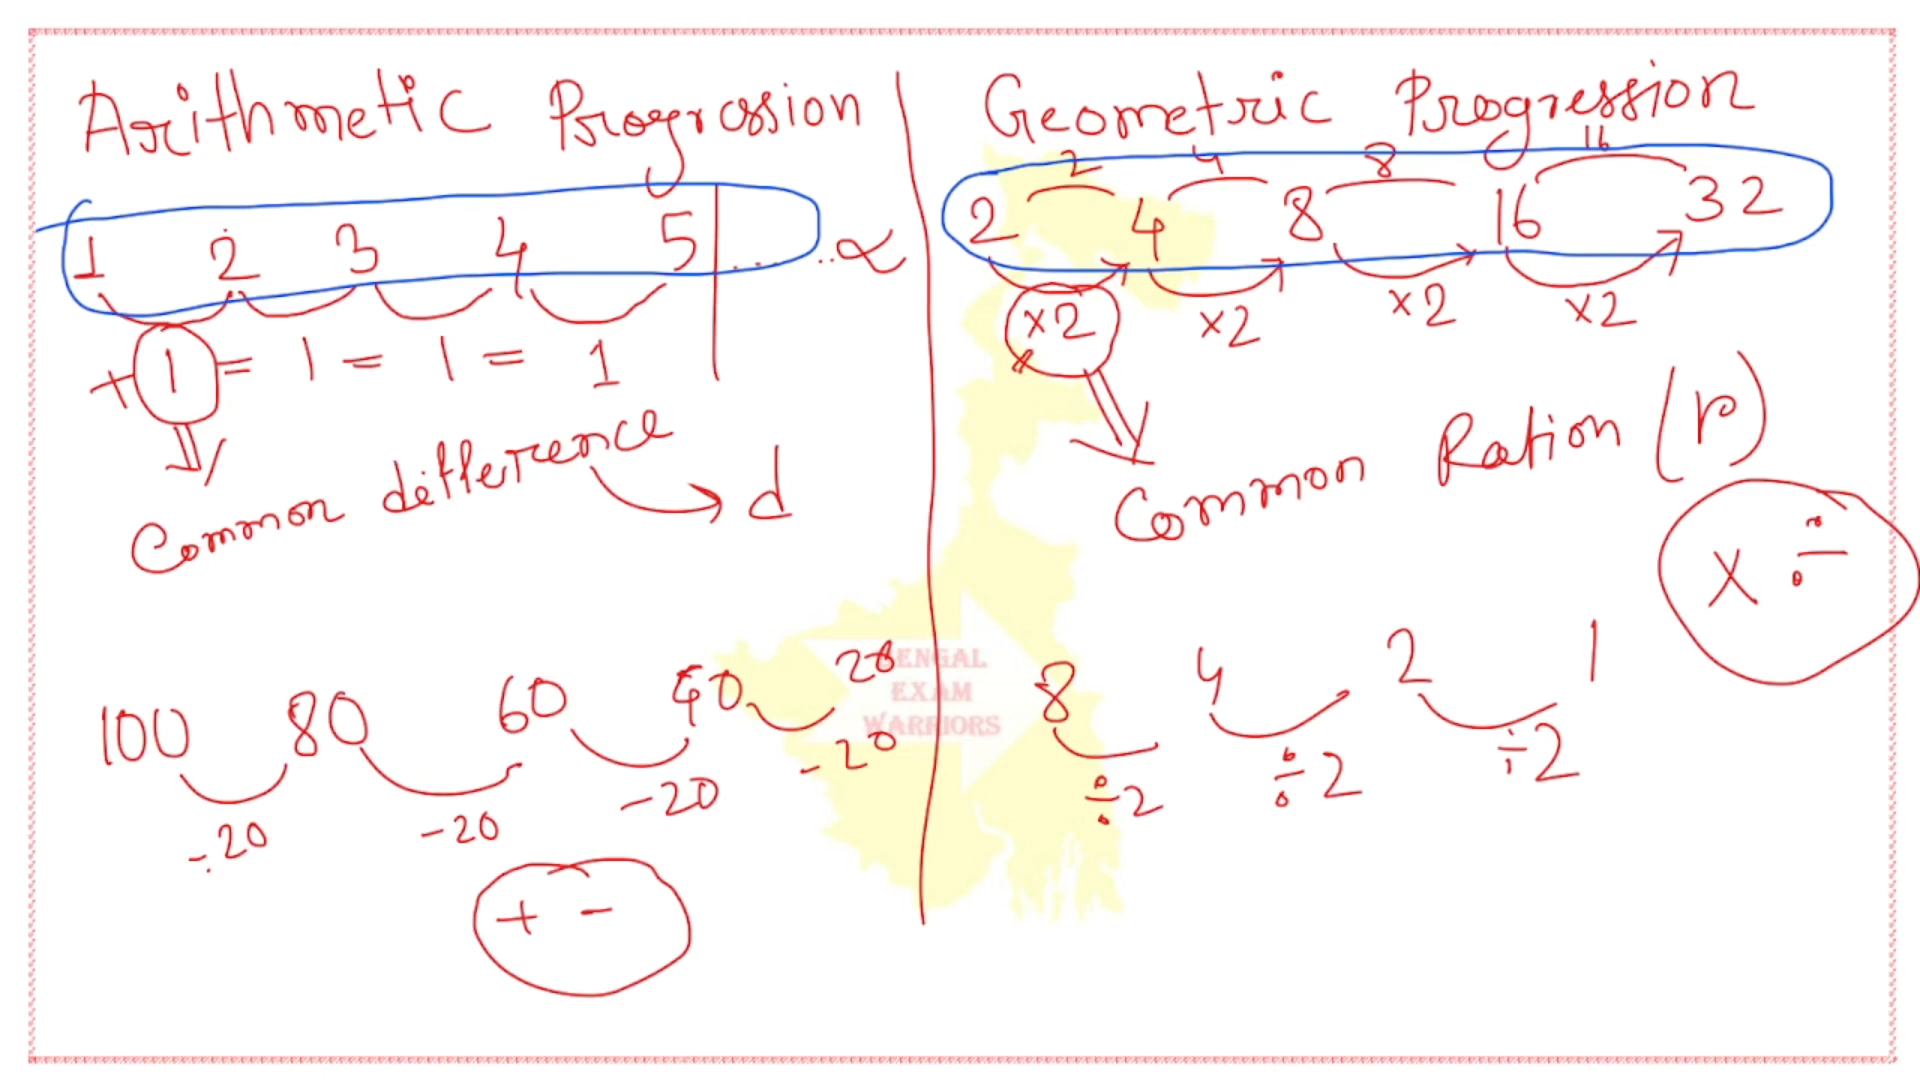 Arithmetic Progression
1 2 3 4 5 ......∝
+1 = 1 = 1 = 1
Common difference → d
100 80 60 40 20
-20 -20 -20 -20
+ -
Geometric Progression
2 4 8 16
2 4 8 16 32
×2 ×2 ×2 ×2
Common Ration (r)
× ÷
8 4 2 1
÷2 ÷2 ÷2
BENGAL
EXAM
WARRIORS